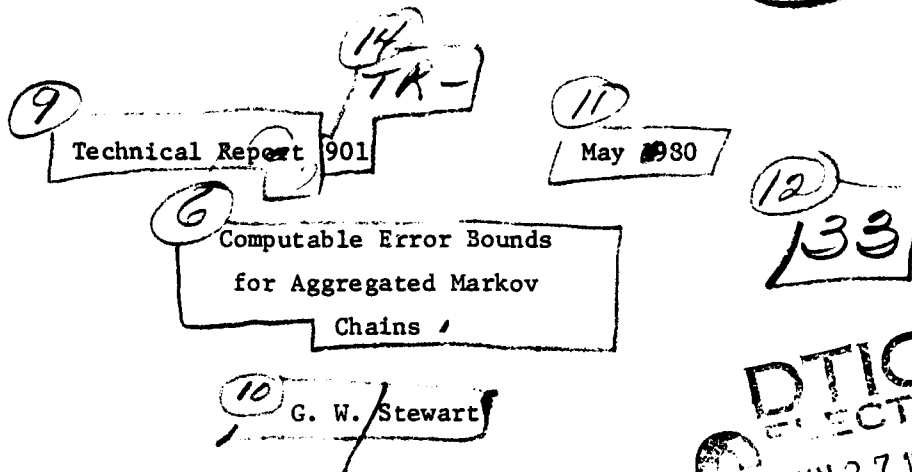 14
TR-
9
11
Technical Report 901
May 1980
12
6
Computable Error Bounds
133
for Aggregated Markov
Chains
DTIC
10
G. W. Stewart